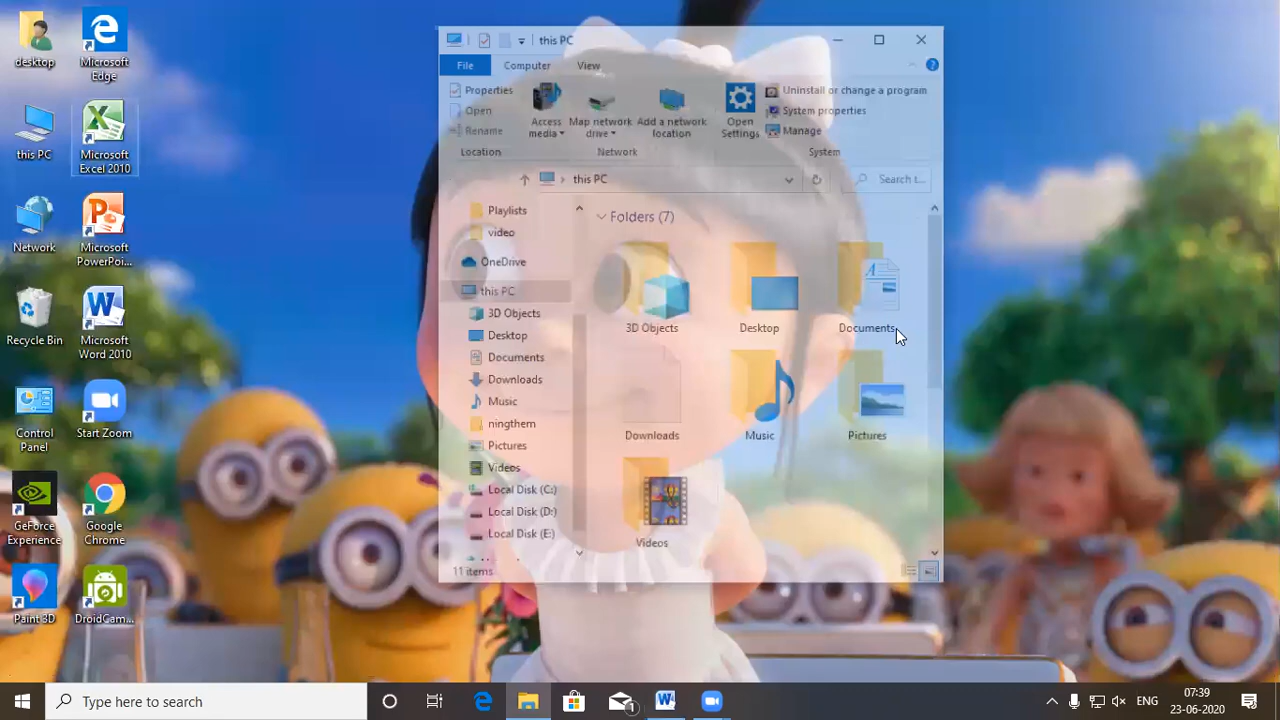 desktop
Microsoft
Edge
this PC
Microsoft
Excel 2010
Network
Microsoft
PowerPoi...
Recycle Bin
Microsoft
Word 2010
Control
Panel
Start Zoom
GeForce
Experience
Google
Chrome
Paint 3D
DroidCam...
this PC
File Computer View
Properties
Open
Rename
Location
Access
media
Map network
drive
Add a network
location
Network
Open
Settings
Uninstall or change a program
System properties
Manage
System
this PC
Search t...
Playlists
video
OneDrive
this PC
3D Objects
Desktop
Documents
Downloads
Music
ningthem
Pictures
Videos
Local Disk (C:)
Local Disk (D:)
Local Disk (E:)
Folders (7)
3D Objects Desktop Documents
Downloads Music Pictures
Videos
11 items
Type here to search
1
ENG
07:39
23-06-2020